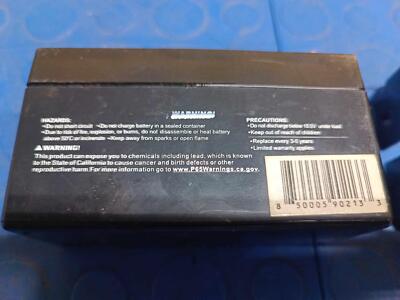 WARNING!
HAZARDS:
•Do not short circuit •Do not charge battery in a sealed container
•Due to risk of fire, explosion, or burns, do not disassemble or heat battery
above 50°C or incinerate •Keep away from sparks or open flame
PRECAUTIONS:
•Do not discharge below 10.5V under load
•Keep out of reach of children
•Replace every 3-5 years
•Limited warranty applies.
⚠WARNING!
This product can expose you to chemicals including lead, which is known
to the State of California to cause cancer and birth defects or other
reproductive harm.For more information go to www.P65Warnings.ca.gov.
8 50005 90213 3